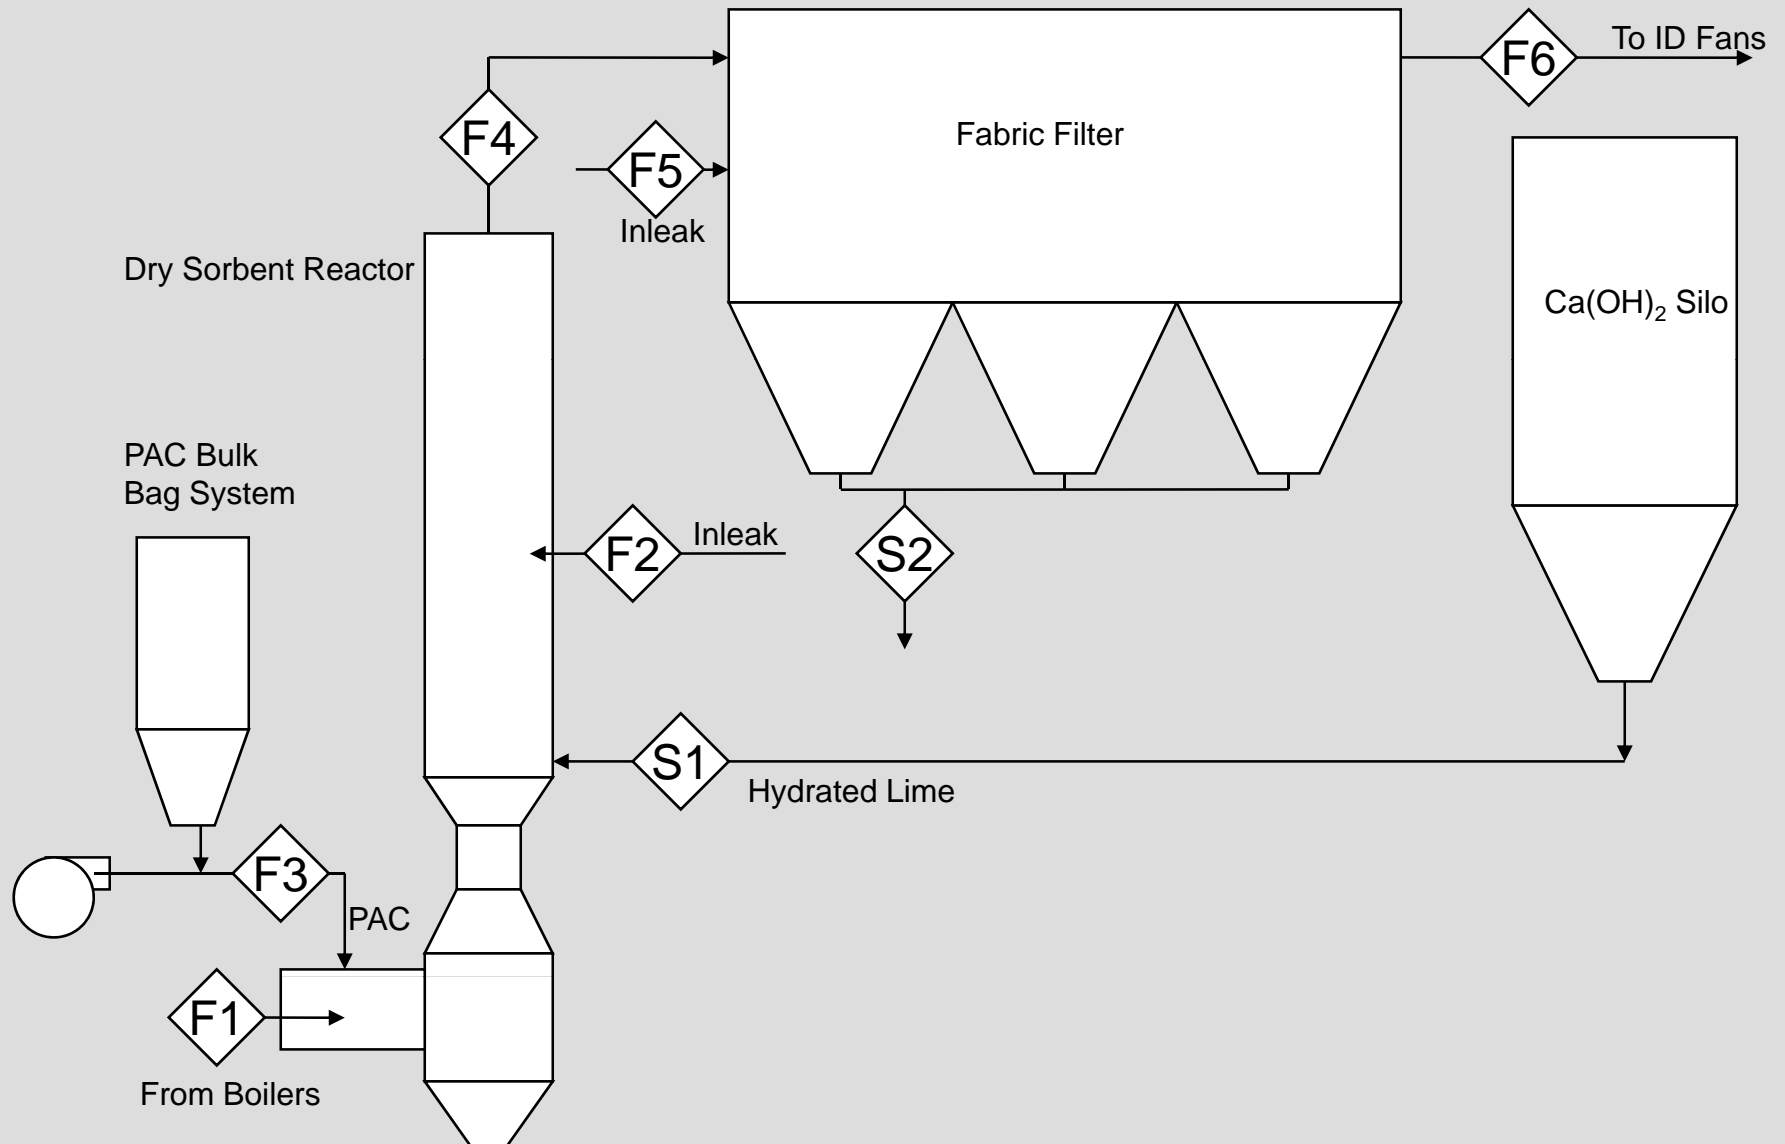 To ID Fans
F6
Fabric Filter
F4
F5
Inleak
Dry Sorbent Reactor
Ca(OH)₂ Silo
PAC Bulk
Bag System
Inleak
F2
S2
S1
Hydrated Lime
F3
PAC
F1
From Boilers